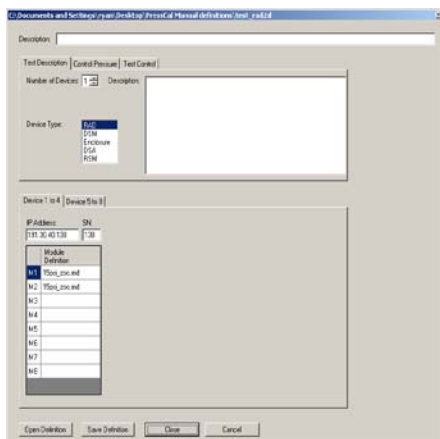 C:\Documents and Settings\ryan\Desktop\PressCal Manual definitions\test_rad.td
Description:
Test Description Control Pressure Test Control
Number of Devices: 1 Description:
Device Type: RAD
DSM
Enclosure
DSA
RSM
Device 1 to 4 Device 5 to 8
IP Address: SN
191.30.40.138 138
Module
Definition
M1 15psi_zoc.md
M2 15psi_zoc.md
M3
M4
M5
M6
M7
M8
Open Definition Save Definition Close Cancel